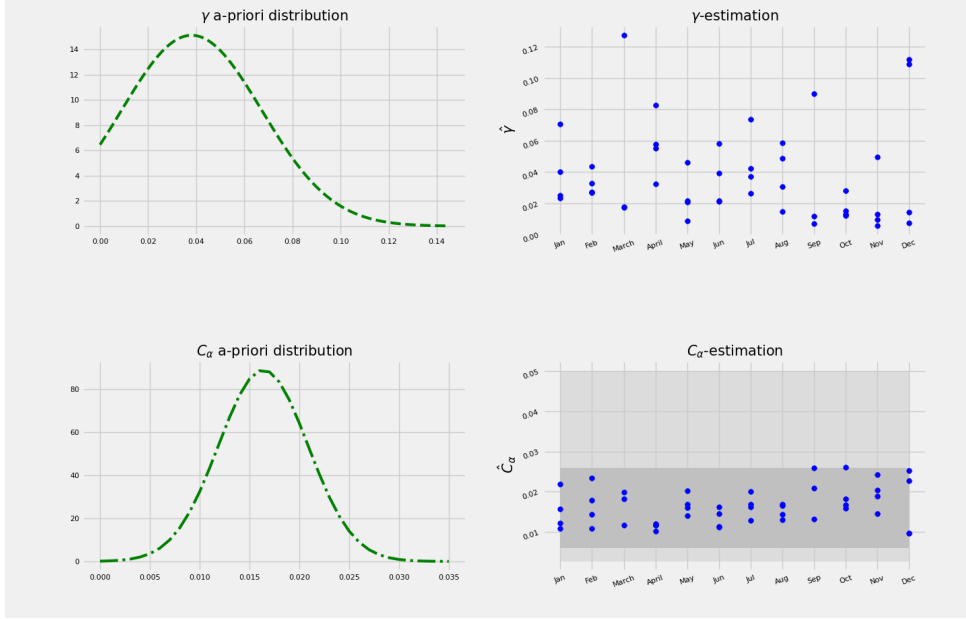 γ a-priori distribution
14
12
10
8
6
4
2
0
0.00 0.02 0.04 0.06 0.08 0.10 0.12 0.14
γ-estimation
γ̂
0.12
0.10
0.08
0.06
0.04
0.02
0.00
Jan Feb March April May Jun Jul Aug Sep Oct Nov Dec
Cα a-priori distribution
80
60
40
20
0
0.000 0.005 0.010 0.015 0.020 0.025 0.030 0.035
Cα-estimation
Ĉα
0.05
0.04
0.03
0.02
0.01
Jan Feb March April May Jun Jul Aug Sep Oct Nov Dec